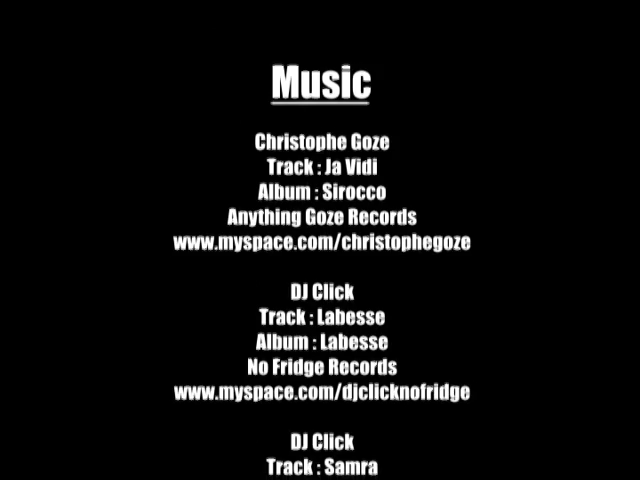 Music
Christophe Goze
Track : Ja Vidi
Album : Sirocco
Anything Goze Records
www.myspace.com/christophegoze
DJ Click
Track : Labesse
Album : Labesse
No Fridge Records
www.myspace.com/djclicknofridge
DJ Click
Track : Samra